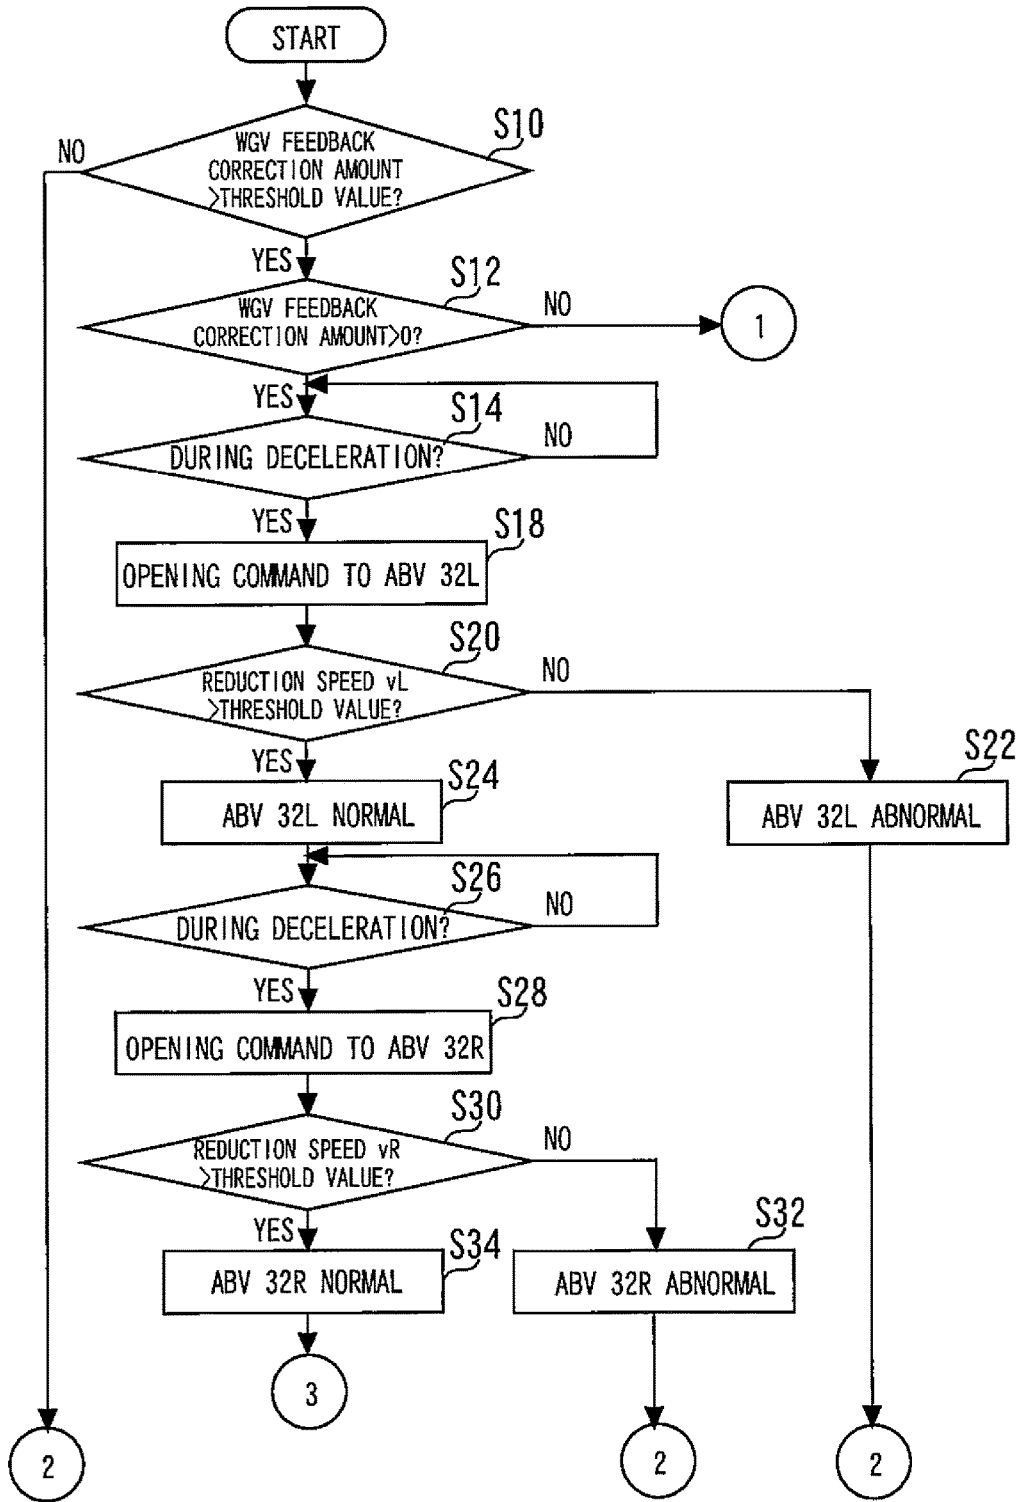 START
S10
NO
WGV FEEDBACK
CORRECTION AMOUNT
>THRESHOLD VALUE?
YES
S12
WGV FEEDBACK
CORRECTION AMOUNT>0?
NO
1
YES
S14
DURING DECELERATION?
NO
YES
S18
OPENING COMMAND TO ABV 32L
S20
REDUCTION SPEED vL
>THRESHOLD VALUE?
NO
YES
S24
S22
ABV 32L NORMAL
ABV 32L ABNORMAL
S26
DURING DECELERATION?
NO
YES
S28
OPENING COMMAND TO ABV 32R
S30
REDUCTION SPEED vR
>THRESHOLD VALUE?
NO
YES
S34
S32
ABV 32R NORMAL
ABV 32R ABNORMAL
3
2
2
2